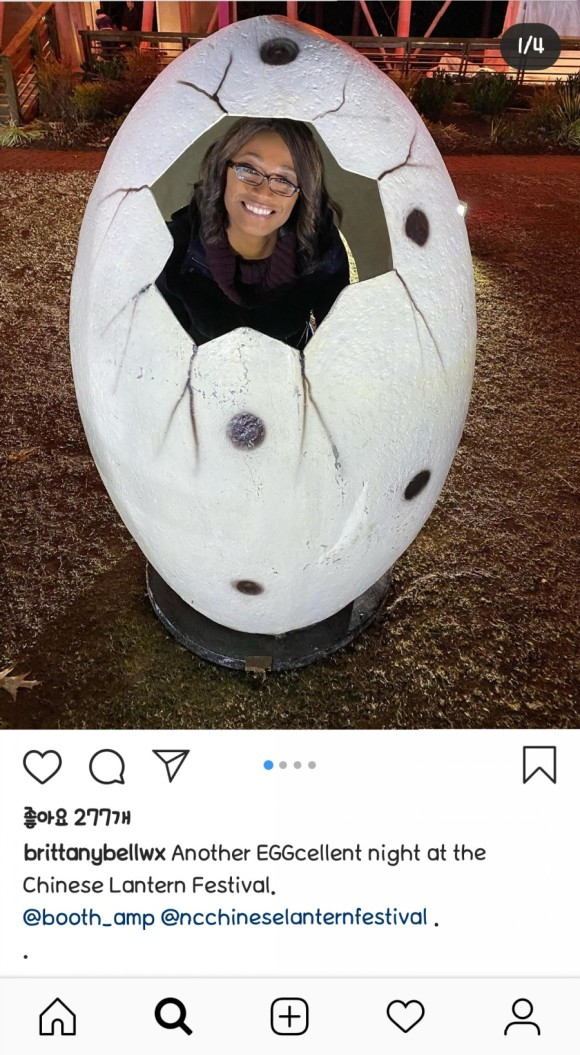 1/4
좋아요 277개
brittanybellwx Another EGGcellent night at the
Chinese Lantern Festival.
@booth_amp @ncchineselanternfestival .
.